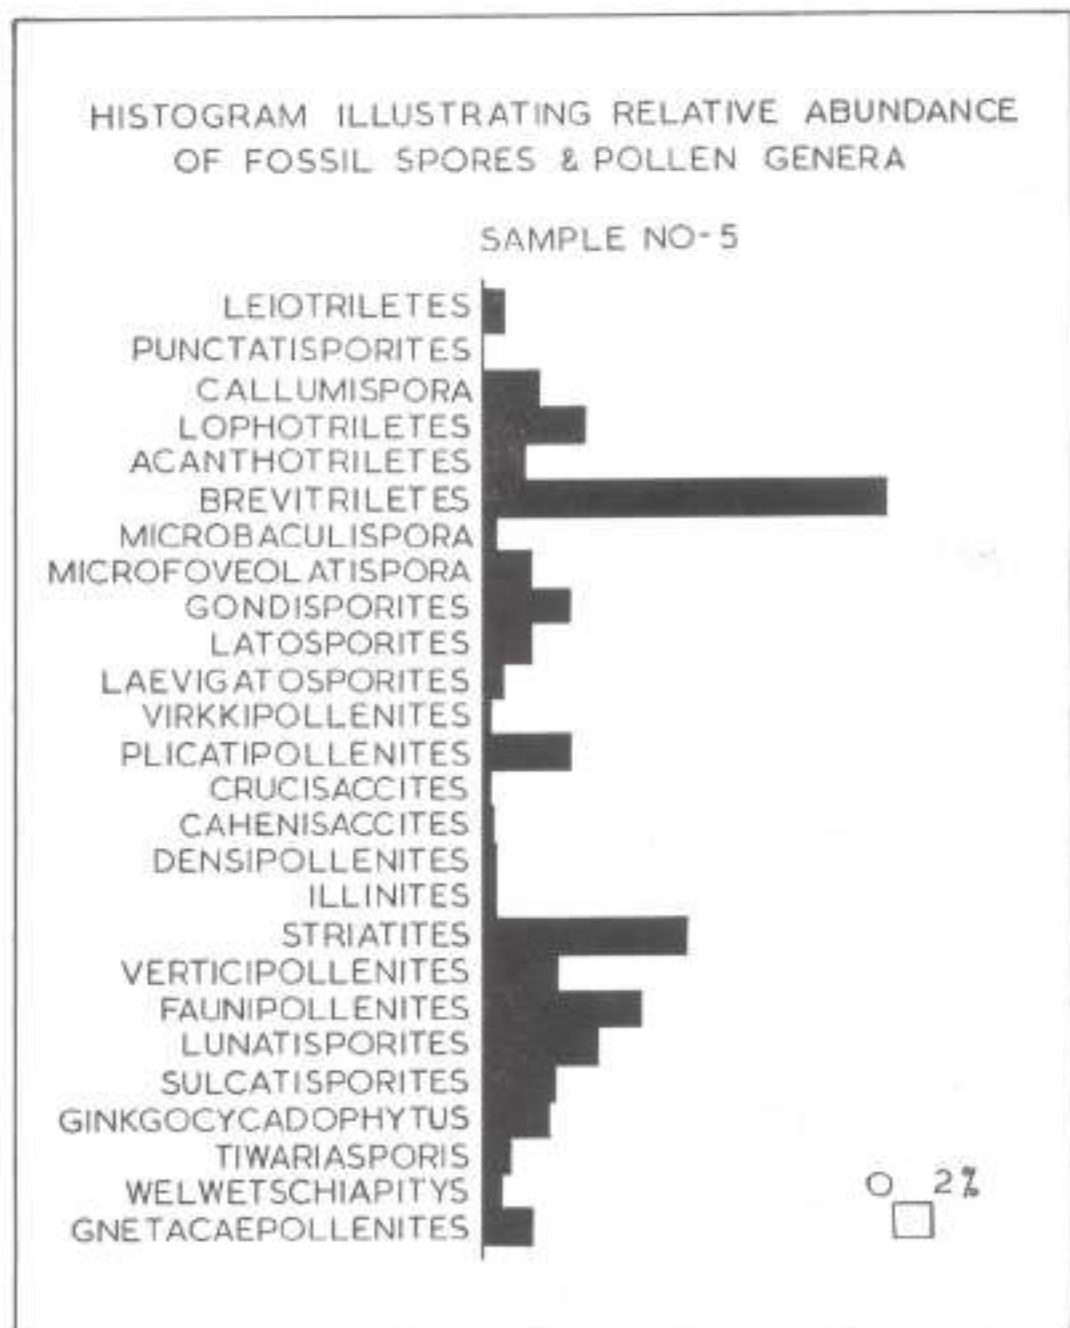 HISTOGRAM ILLUSTRATING RELATIVE ABUNDANCE
OF FOSSIL SPORES & POLLEN GENERA
SAMPLE NO-5
LEIOTRILETES
PUNCTATISPORITES
CALLUMISPORA
LOPHOTRILETES
ACANTHOTRILETES
BREVITRILETES
MICROBACULISPORA
MICROFOVEOLATISPORA
GONDISPORITES
LATOSPORITES
LAEVIGATOSPORITES
VIRKKIPOLLENITES
PLICATIPOLLENITES
CRUCISACCITES
CAHENISACCITES
DENSIPOLLENITES
ILLINITES
STRIATITES
VERTICIPOLLENITES
FAUNIPOLLENITES
LUNATISPORITES
SULCATISPORITES
GINKGOCYCADOPHYTUS
TIWARIASPORIS
WELWETSCHIAPITYS
GNETACAEPOLLENITES
0 2%